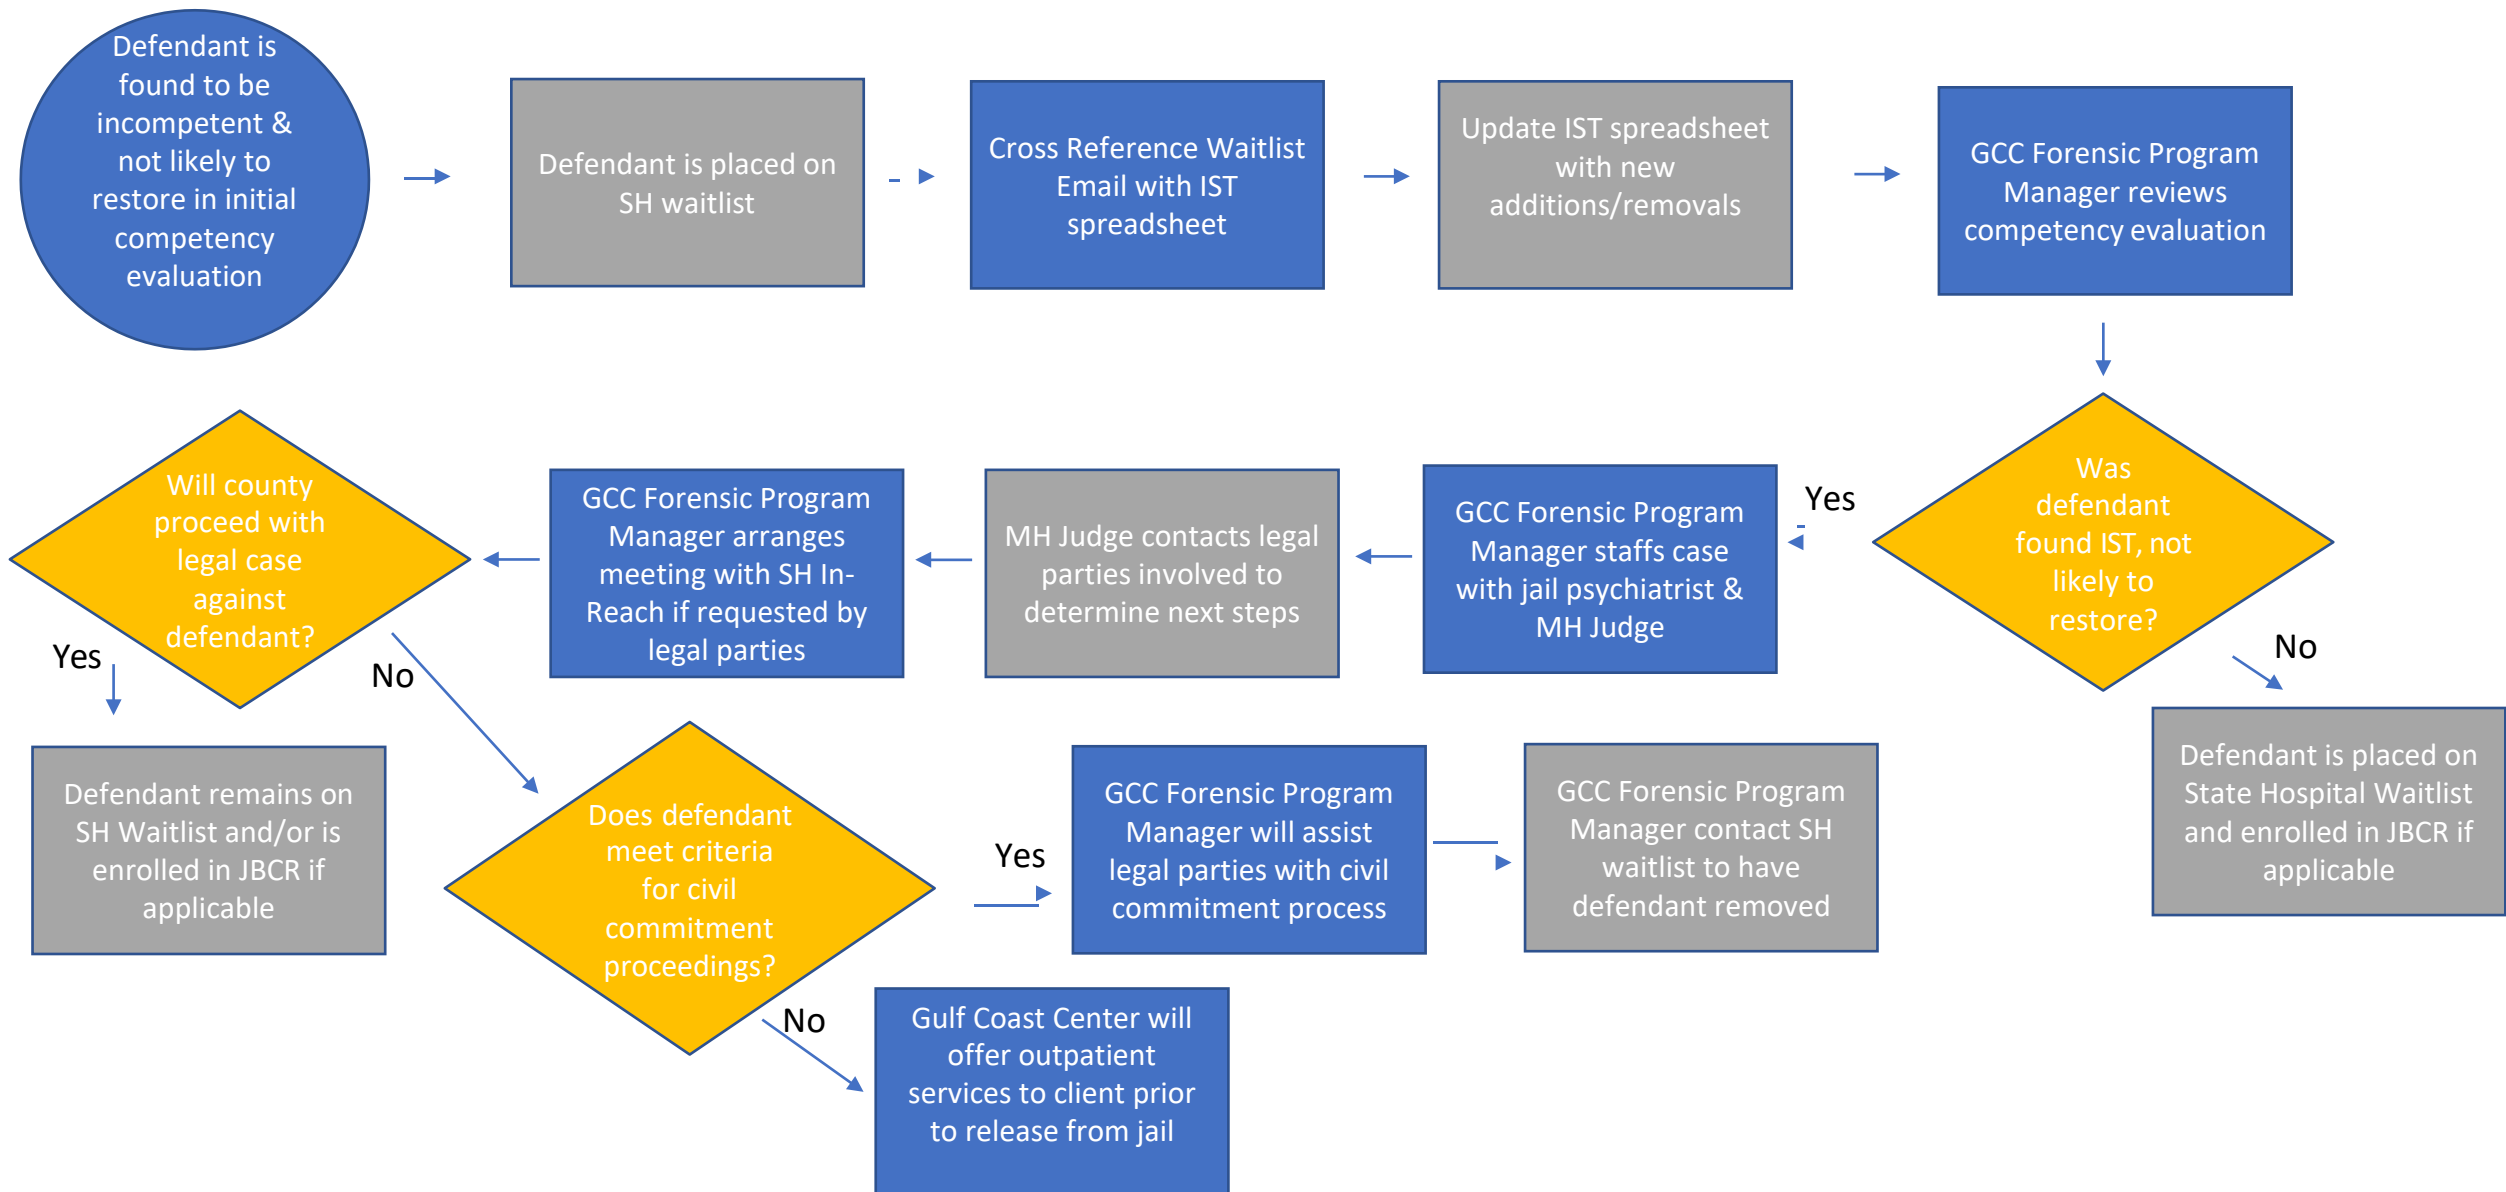 Defendant is
found to be
incompetent &
not likely to
restore in initial
competency
evaluation
Defendant is placed on
SH waitlist
Cross Reference Waitlist
Email with IST
spreadsheet
Update IST spreadsheet
with new
additions/removals
GCC Forensic Program
Manager reviews
competency evaluation
Was
defendant
found IST, not
likely to
restore?
Yes
No
GCC Forensic Program
Manager staffs case
with jail psychiatrist &
MH Judge
MH Judge contacts legal
parties involved to
determine next steps
GCC Forensic Program
Manager arranges
meeting with SH In-
Reach if requested by
legal parties
Will county
proceed with
legal case
against
defendant?
Yes
No
Defendant remains on
SH Waitlist and/or is
enrolled in JBCR if
applicable
Does defendant
meet criteria
for civil
commitment
proceedings?
Yes
No
GCC Forensic Program
Manager will assist
legal parties with civil
commitment process
GCC Forensic Program
Manager contact SH
waitlist to have
defendant removed
Defendant is placed on
State Hospital Waitlist
and enrolled in JBCR if
applicable
Gulf Coast Center will
offer outpatient
services to client prior
to release from jail